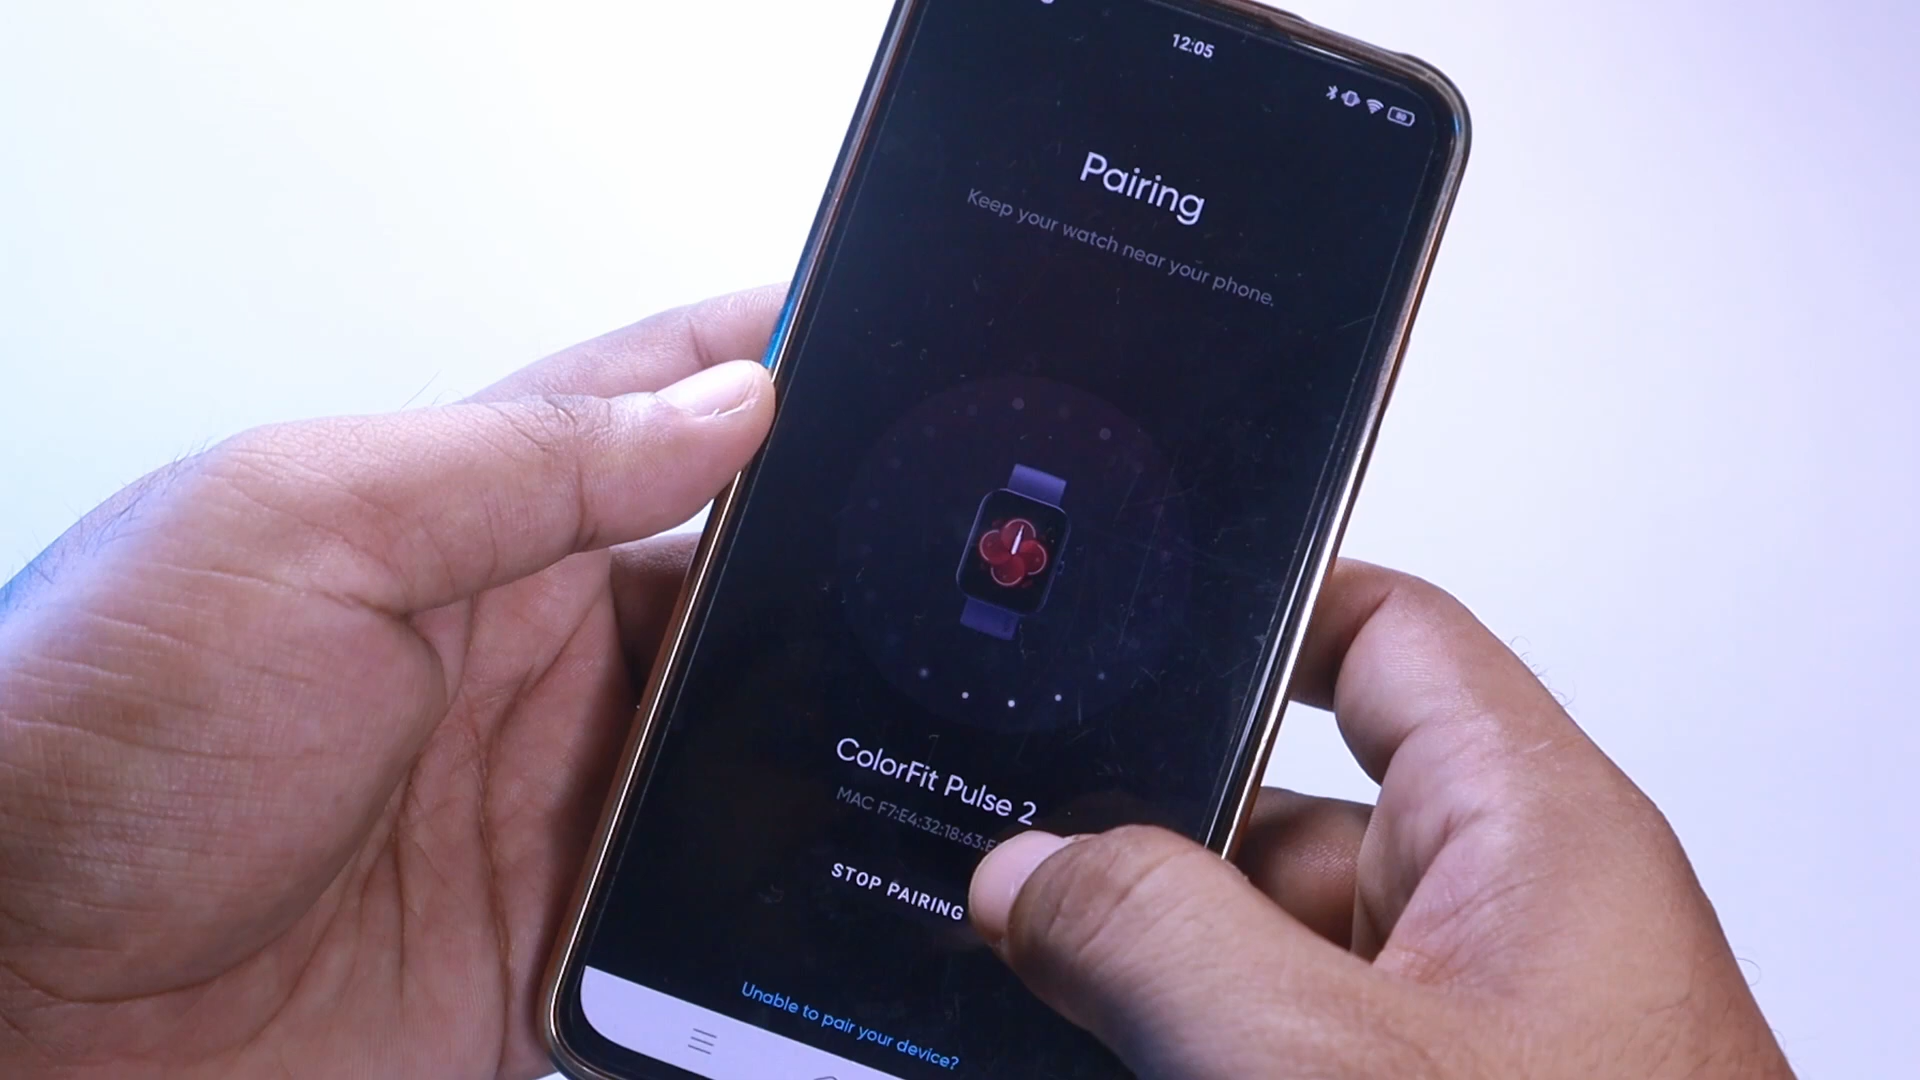 12:05
80
Pairing
Keep your watch near your phone.
ColorFit Pulse 2
MAC F7:E4:32:18:63:E
STOP PAIRING
Unable to pair your device?